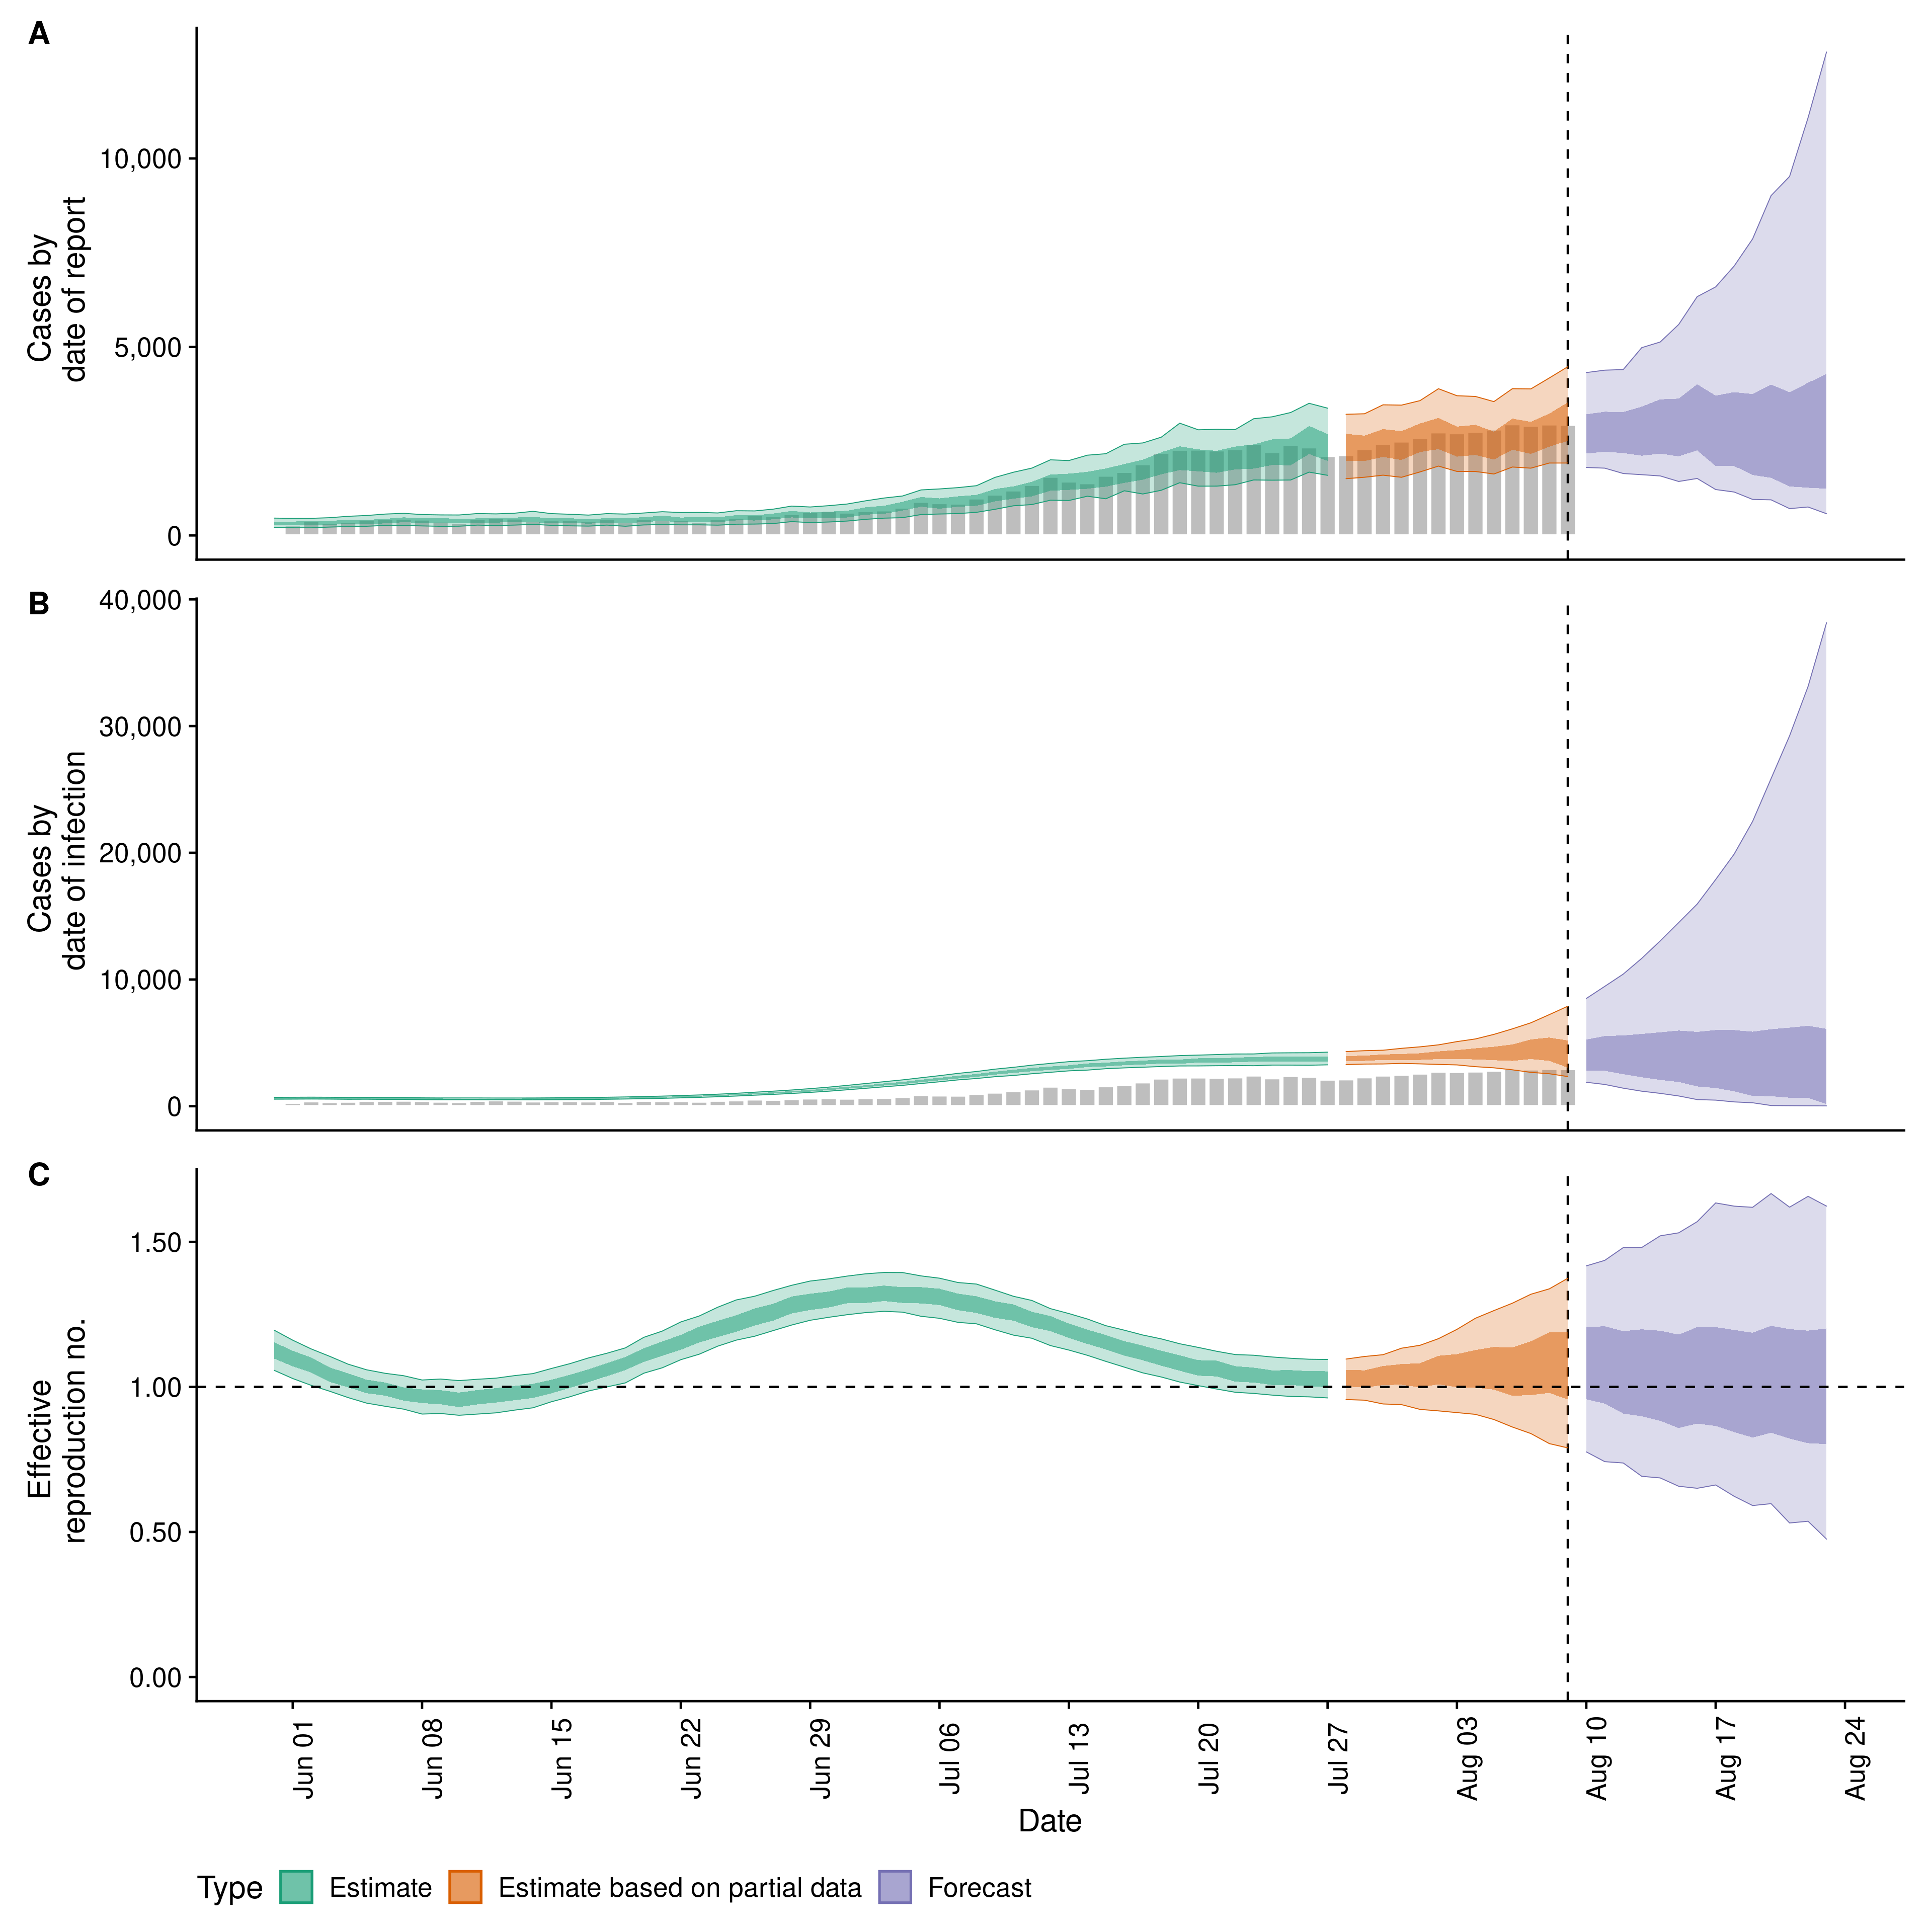 A
10,000
5,000
0
Cases by
date of report
B
40,000
30,000
20,000
10,000
0
Cases by
date of infection
C
1.50
1.00
0.50
0.00
Effective
reproduction no.
Jun 01
Jun 08
Jun 15
Jun 22
Jun 29
Jul 06
Jul 13
Jul 20
Jul 27
Aug 03
Aug 10
Aug 17
Aug 24
Date
Type Estimate Estimate based on partial data Forecast